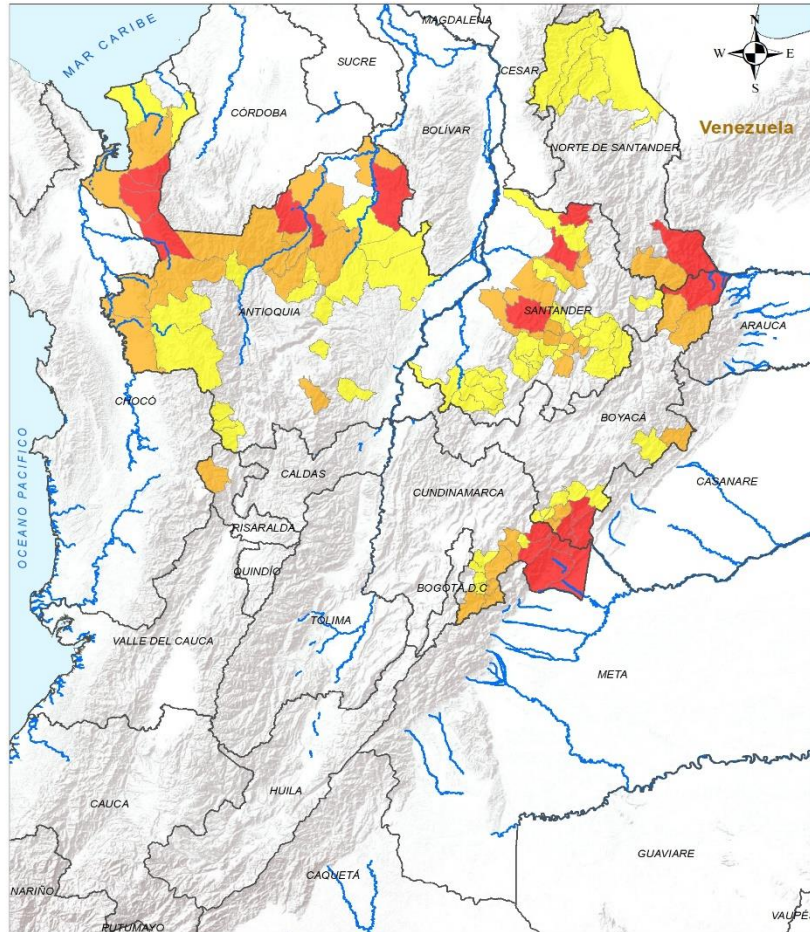 MAGDALENA
N
W E
S
MAR CARIBE
SUCRE
CESAR
CÓRDOBA
BOLÍVAR
Venezuela
NORTE DE SANTANDER
ANTIOQUIA
SANTANDER
ARAUCA
CHOCÓ
BOYACÁ
OCEANO PACIFICO
CALDAS
CUNDINAMARCA
CASANARE
RISARALDA
QUINDÍO
BOGOTÁ D.C
TOLIMA
VALLE DEL CAUCA
META
HUILA
CAUCA
GUAVIARE
CAQUETÁ
NARIÑO
PUTUMAYO
VAUPÉ